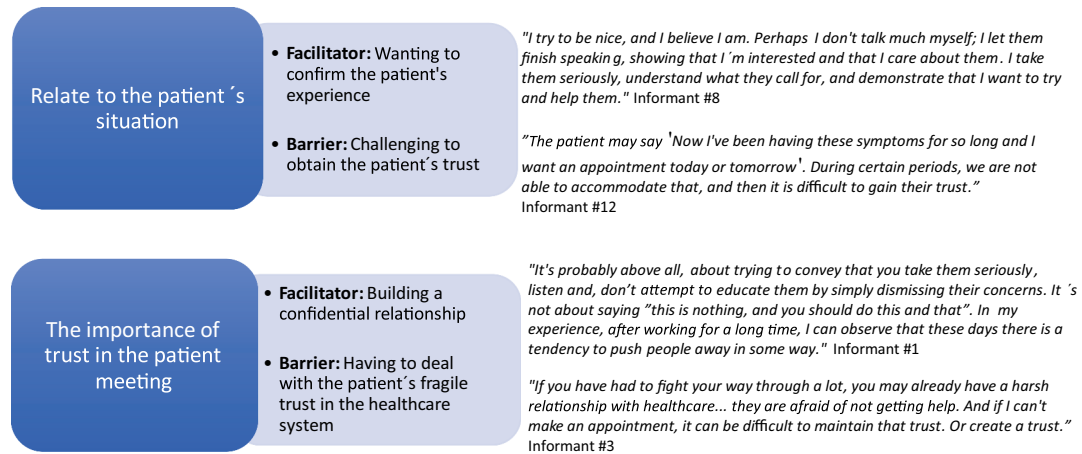 Relate to the patient´s
situation
• Facilitator: Wanting to
confirm the patient's
experience
• Barrier: Challenging to
obtain the patient´s trust
"I try to be nice, and I believe I am. Perhaps I don't talk much myself; I let them
finish speaking, showing that I´m interested and that I care about them. I take
them seriously, understand what they call for, and demonstrate that I want to try
and help them." Informant #8
”The patient may say 'Now I've been having these symptoms for so long and I
want an appointment today or tomorrow'. During certain periods, we are not
able to accommodate that, and then it is difficult to gain their trust.”
Informant #12
The importance of
trust in the patient
meeting
• Facilitator: Building a
confidential relationship
• Barrier: Having to deal
with the patient´s fragile
trust in the healthcare
system
"It's probably above all, about trying to convey that you take them seriously,
listen and, don’t attempt to educate them by simply dismissing their concerns. It´s
not about saying ”this is nothing, and you should do this and that”. In my
experience, after working for a long time, I can observe that these days there is a
tendency to push people away in some way." Informant #1
"If you have had to fight your way through a lot, you may already have a harsh
relationship with healthcare... they are afraid of not getting help. And if I can't
make an appointment, it can be difficult to maintain that trust. Or create a trust.”
Informant #3